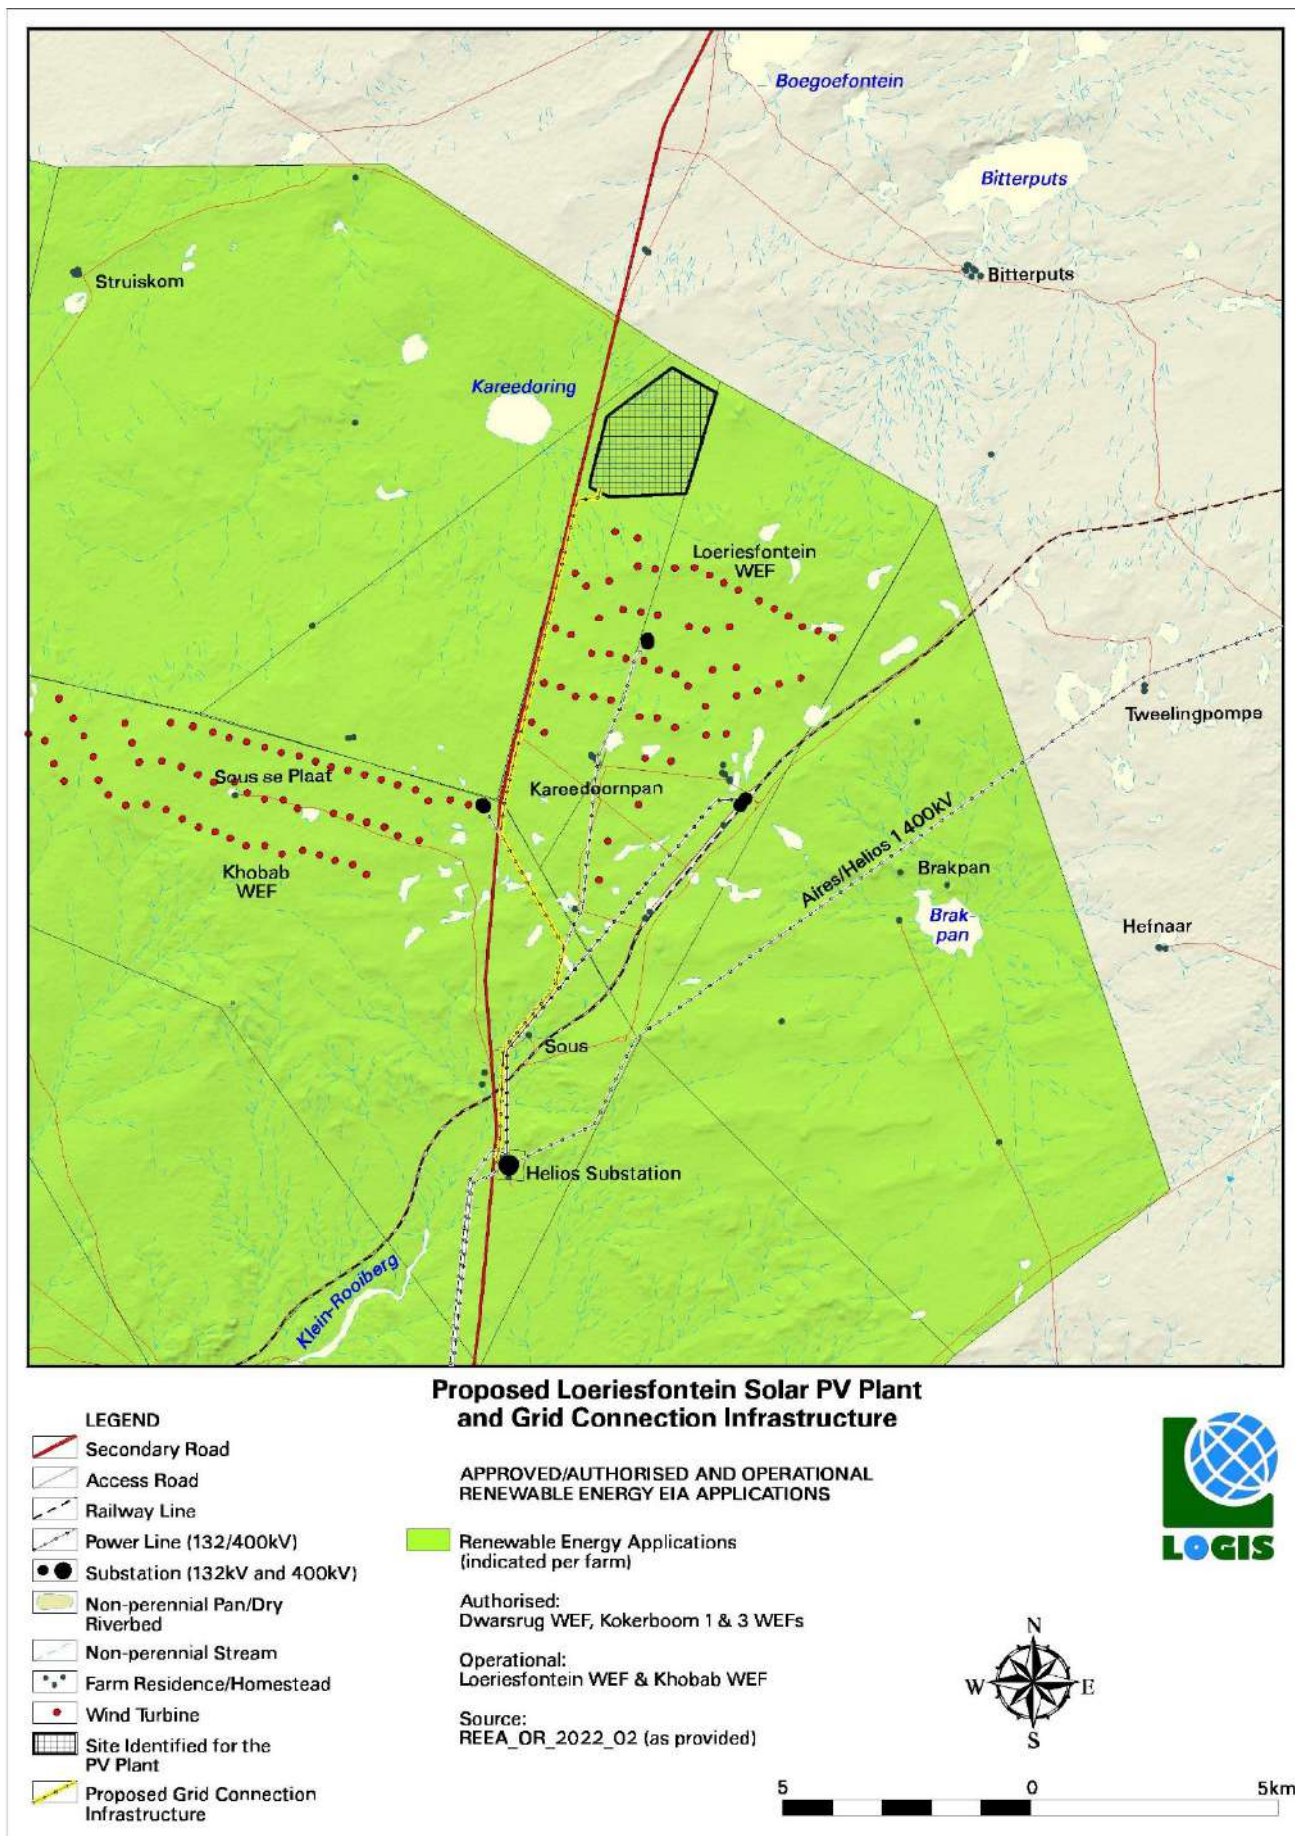 Boegoefontein
Bitterputs
Struiskom
Bitterputs
Kareedoring
Loeriesfontein
WEF
Tweelingpompe
Sous se Plaat
Kareedoornpan
Aires/Helios 1 400kV
Khobab
WEF
Brakpan
Brak-
pan
Hefnaar
Sous
Helios Substation
Klein-Rooiberg
Proposed Loeriesfontein Solar PV Plant
and Grid Connection Infrastructure
LEGEND
Secondary Road
Access Road
Railway Line
Power Line (132/400kV)
Substation (132kV and 400kV)
Non-perennial Pan/Dry
Riverbed
Non-perennial Stream
Farm Residence/Homestead
Wind Turbine
Site Identified for the
PV Plant
Proposed Grid Connection
Infrastructure
APPROVED/AUTHORISED AND OPERATIONAL
RENEWABLE ENERGY EIA APPLICATIONS
Renewable Energy Applications
(indicated per farm)
Authorised:
Dwarsrug WEF, Kokerboom 1 & 3 WEFs
Operational:
Loeriesfontein WEF & Khobab WEF
Source:
REEA_OR_2022_02 (as provided)
LOGIS
N
W E
S
5 0 5km